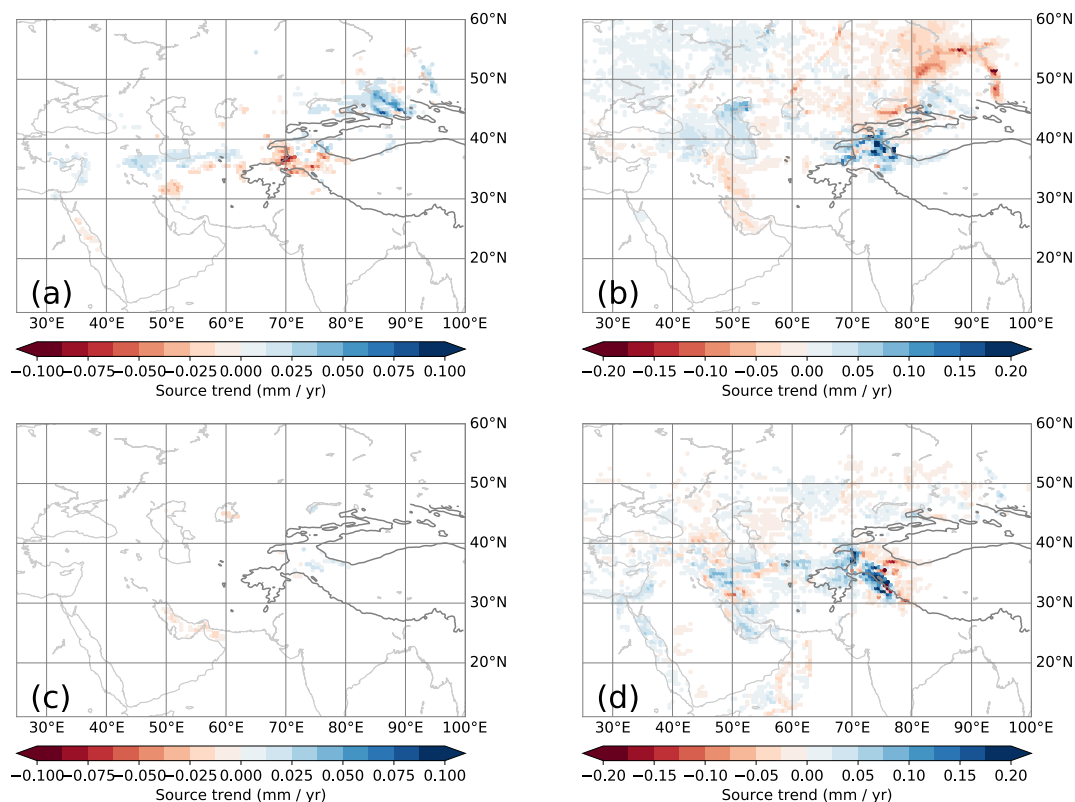 60°N 60°N
50°N 50°N
40°N 40°N
30°N 30°N
20°N 20°N
(a) (b)
30°E 40°E 50°E 60°E 70°E 80°E 90°E 100°E 30°E 40°E 50°E 60°E 70°E 80°E 90°E 100°E
−0.100 −0.075 −0.050 −0.025 0.000 0.025 0.050 0.075 0.100 −0.20 −0.15 −0.10 −0.05 0.00 0.05 0.10 0.15 0.20
Source trend (mm / yr) Source trend (mm / yr)
60°N 60°N
50°N 50°N
40°N 40°N
30°N 30°N
20°N 20°N
(c) (d)
30°E 40°E 50°E 60°E 70°E 80°E 90°E 100°E 30°E 40°E 50°E 60°E 70°E 80°E 90°E 100°E
−0.100 −0.075 −0.050 −0.025 0.000 0.025 0.050 0.075 0.100 −0.20 −0.15 −0.10 −0.05 0.00 0.05 0.10 0.15 0.20
Source trend (mm / yr) Source trend (mm / yr)